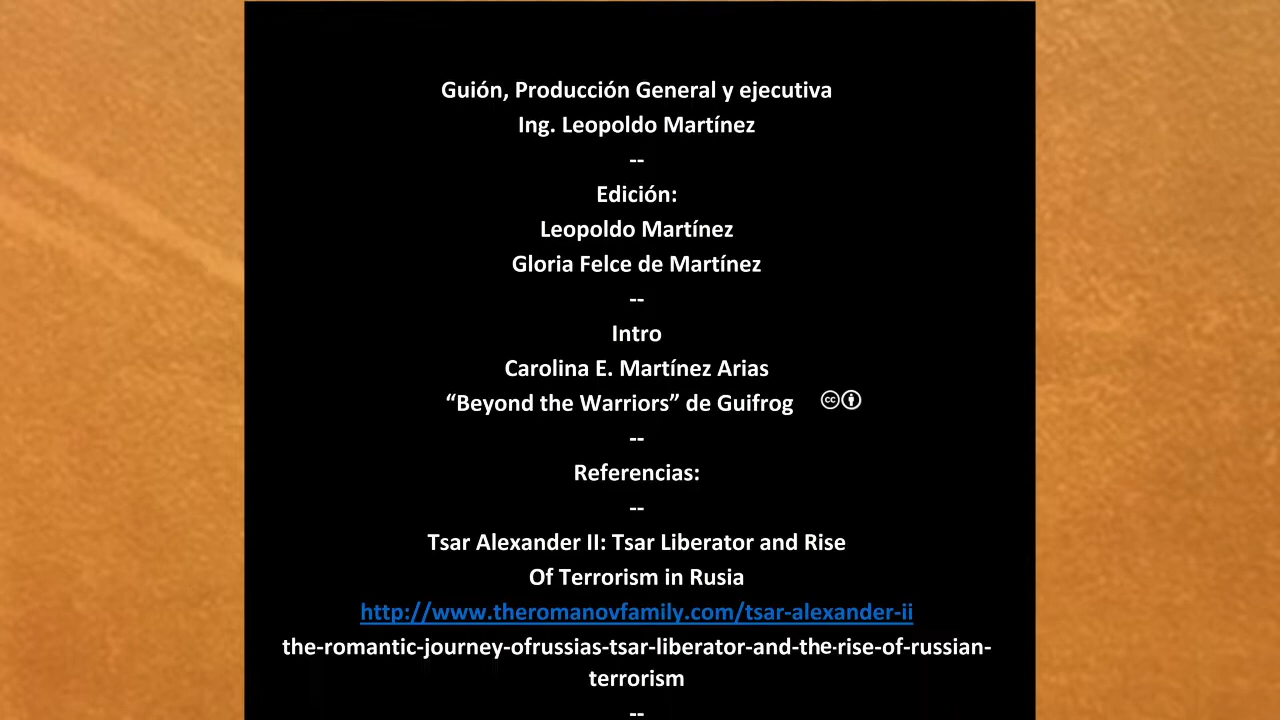 Guión, Producción General y ejecutiva
Ing. Leopoldo Martínez
--
Edición:
Leopoldo Martínez
Gloria Felce de Martínez
--
Intro
Carolina E. Martínez Arias
“Beyond the Warriors” de Guifrog cc
--
Referencias:
--
Tsar Alexander II: Tsar Liberator and Rise
Of Terrorism in Rusia
http://www.theromanovfamily.com/tsar-alexander-ii
the-romantic-journey-ofrussias-tsar-liberator-and-the-rise-of-russian-
terrorism
--